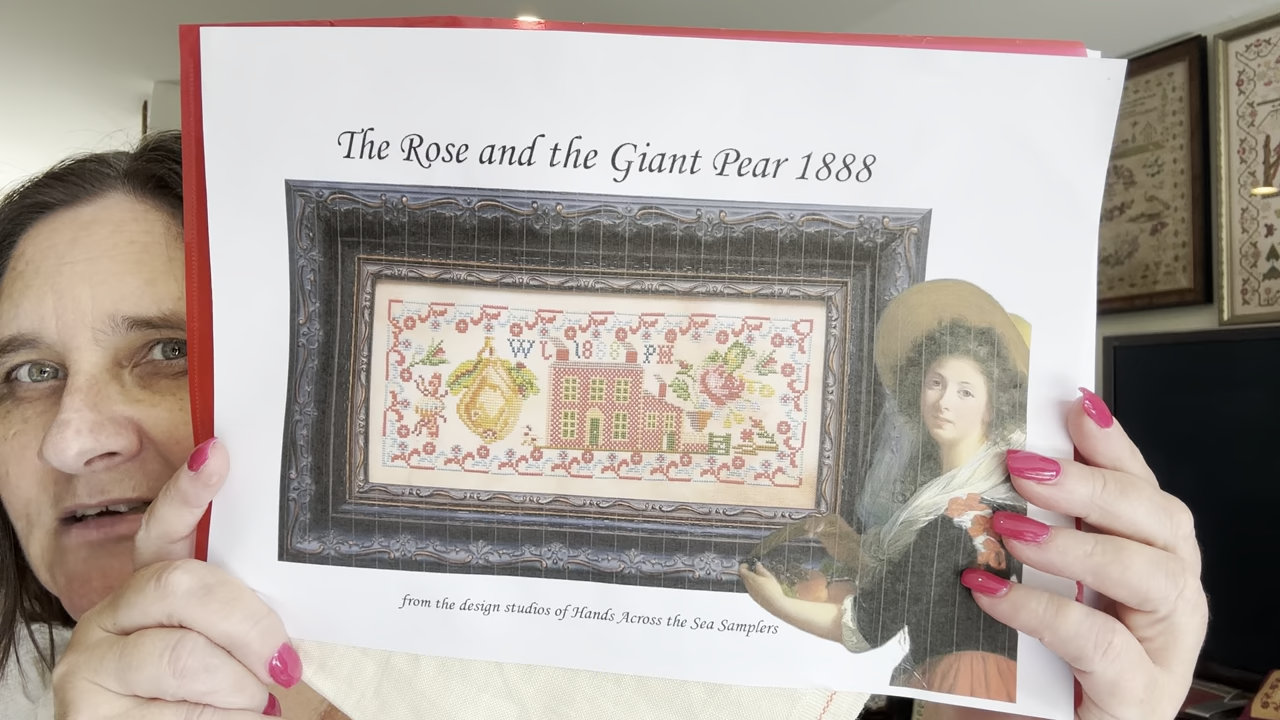 The Rose and the Giant Pear 1888
1888
from the design studios of Hands Across the Sea Samplers